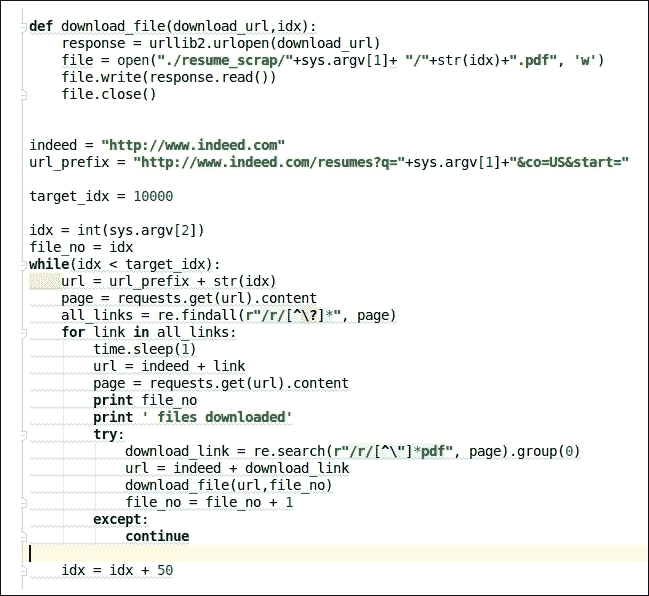 def download_file(download_url,idx):
    response = urllib2.urlopen(download_url)
    file = open("./resume_scrap/"+sys.argv[1]+ "/"+str(idx)+".pdf", 'w')
    file.write(response.read())
    file.close()
indeed = "http://www.indeed.com"
url_prefix = "http://www.indeed.com/resumes?q="+sys.argv[1]+"&co=US&start="
target_idx = 10000
idx = int(sys.argv[2])
file_no = idx
while(idx < target_idx):
    url = url_prefix + str(idx)
    page = requests.get(url).content
    all_links = re.findall(r"/r/[^\?]*", page)
    for link in all_links:
        time.sleep(1)
        url = indeed + link
        page = requests.get(url).content
        print file_no
        print ' files downloaded'
        try:
            download_link = re.search(r"/r/[^\"]*pdf", page).group(0)
            url = indeed + download_link
            download_file(url,file_no)
            file_no = file_no + 1
        except:
            continue
    idx = idx + 50